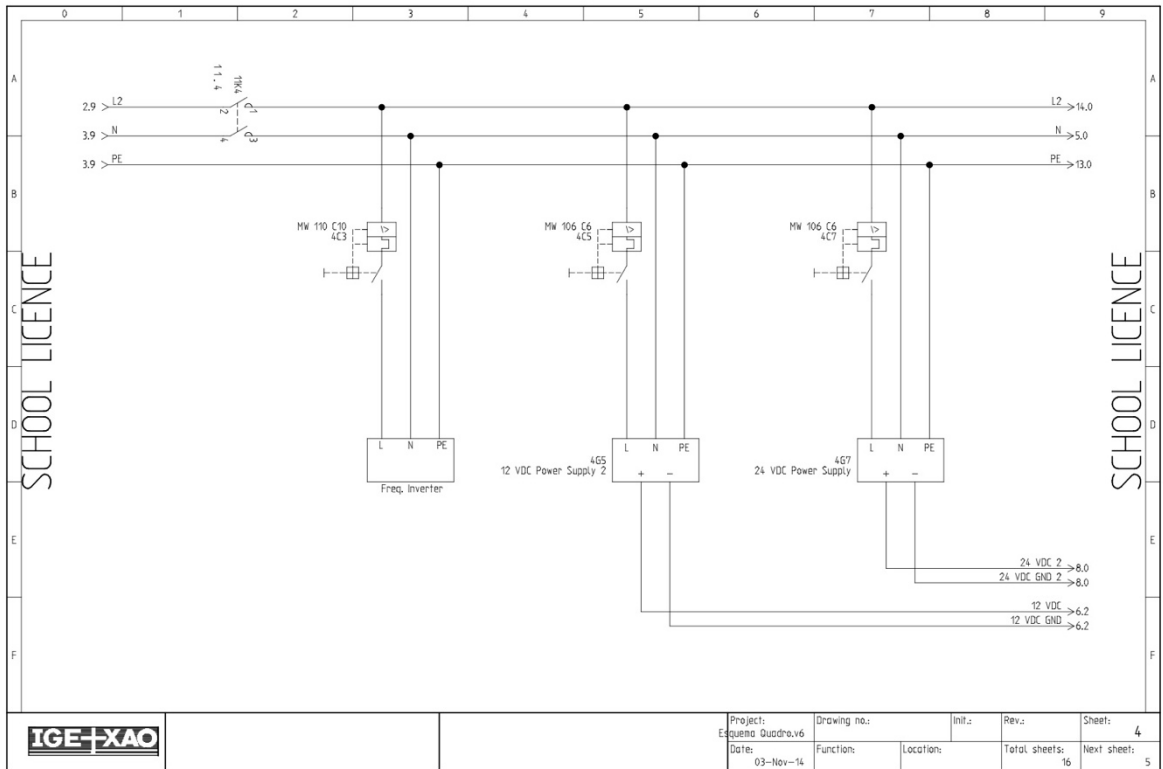 0 1 2 3 4 5 6 7 8 9
A
B
C
D
E
F
A
B
C
D
E
F
SCHOOL LICENCE
SCHOOL LICENCE
11K4
11.4
1 2
3 4
2.9 L2
3.9 N
3.9 PE
L2 14.0
N 5.0
PE 13.0
MW 110 C10
4C3
MW 106 C6
4C5
MW 106 C6
4C7
L N PE
Freq. Inverter
4G5
12 VDC Power Supply 2
L N PE
+ -
4G7
24 VDC Power Supply
L N PE
+ -
24 VDC 2 8.0
24 VDC GND 2 8.0
12 VDC 6.2
12 VDC GND 6.2
IGE+XAO
Project:
Esquema Quadro.v6
Drawing no.:
Init.:
Rev.:
Sheet:
4
Date:
03-Nov-14
Function:
Location:
Total sheets:
16
Next sheet:
5